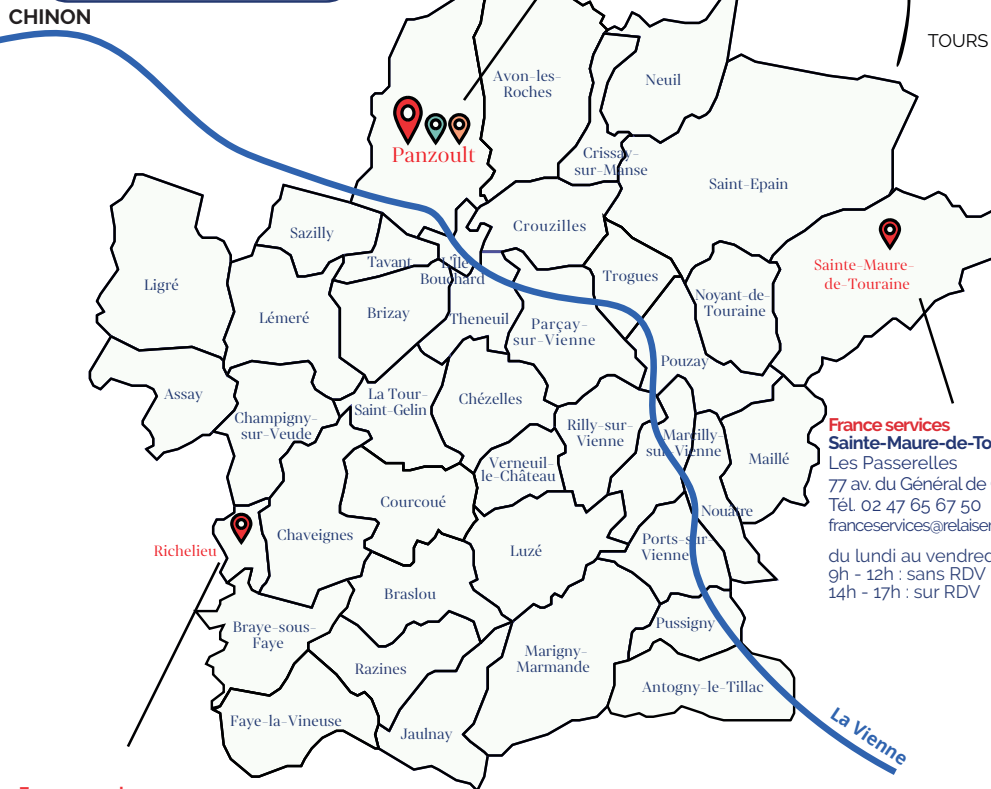 CHINON
TOURS
Avon-les-
Roches
Neuil
Panzoult
Crissay-
sur-Manse
Saint-Epain
Crouzilles
Sazilly
Tavant
L'Île
Bouchard
Trogues
Sainte-Maure-
de-Touraine
Ligré
Lémeré
Brizay
Theneuil
Parçay-
sur-Vienne
Noyant-de-
Touraine
Pouzay
Assay
La Tour-
Saint-Gelin
Chézelles
Champigny-
sur-Veude
Rilly-sur-
Vienne
Marcilly-
sur-Vienne
Maillé
Verneuil-
le-Château
Courcoué
Nouâtre
Chaveignes
Luzé
Ports-sur-
Vienne
Richelieu
Braslou
Braye-sous-
Faye
Pussigny
Razines
Marigny-
Marmande
Antogny-le-Tillac
Faye-la-Vineuse
Jaulnay
La Vienne
France services
Sainte-Maure-de-To
Les Passerelles
77 av. du Général de
Tél. 02 47 65 67 50
franceservices@relaiser
du lundi au vendred
9h - 12h : sans RDV
14h - 17h : sur RDV